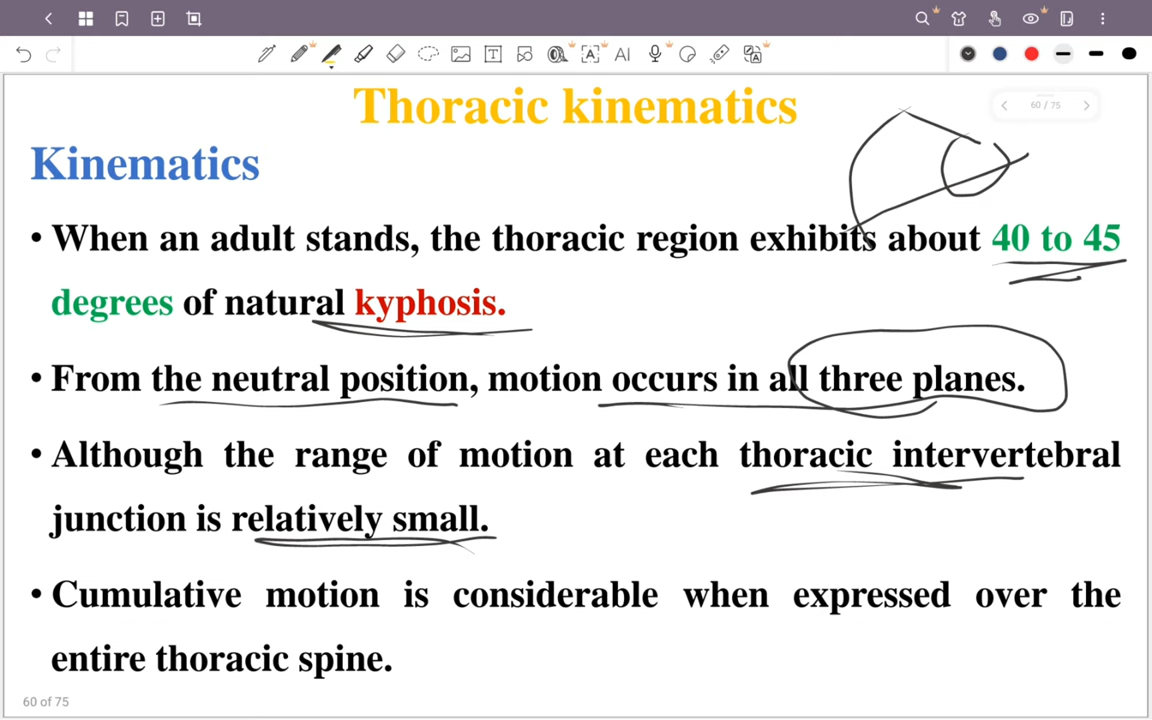 AI
Thoracic kinematics
60 / 75
Kinematics
• When an adult stands, the thoracic region exhibits about 40 to 45
degrees of natural kyphosis.
• From the neutral position, motion occurs in all three planes.
• Although the range of motion at each thoracic intervertebral
junction is relatively small.
• Cumulative motion is considerable when expressed over the
entire thoracic spine.
60 of 75